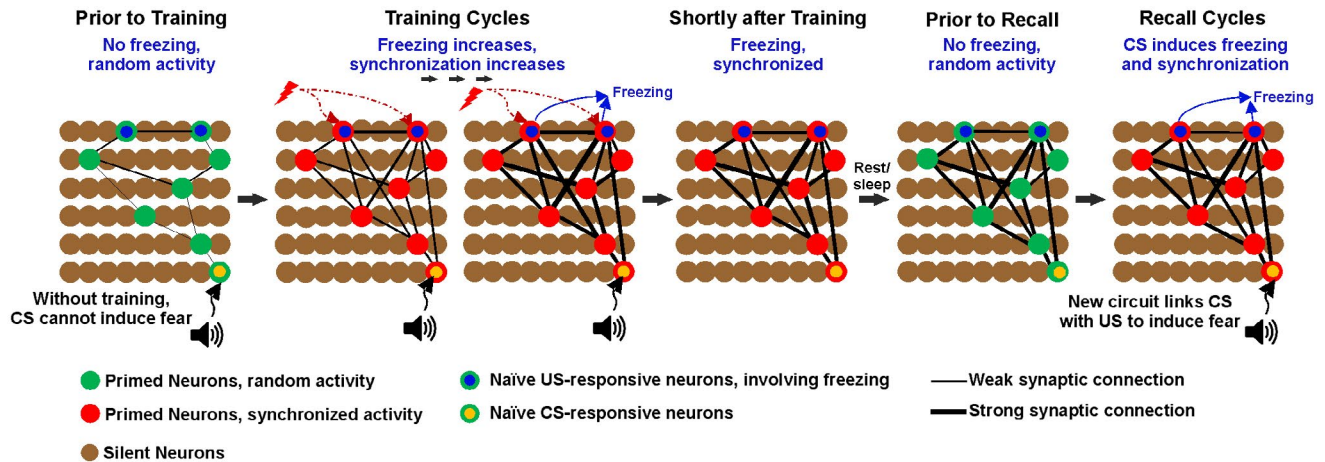 Prior to Training
No freezing,
random activity
Training Cycles
Freezing increases,
synchronization increases
Shortly after Training
Freezing,
synchronized
Prior to Recall
No freezing,
random activity
Recall Cycles
CS induces freezing
and synchronization
Freezing
Freezing
Rest/
sleep
Without training,
CS cannot induce fear
New circuit links CS
with US to induce fear
Primed Neurons, random activity
Primed Neurons, synchronized activity
Silent Neurons
Naïve US-responsive neurons, involving freezing
Naïve CS-responsive neurons
Weak synaptic connection
Strong synaptic connection